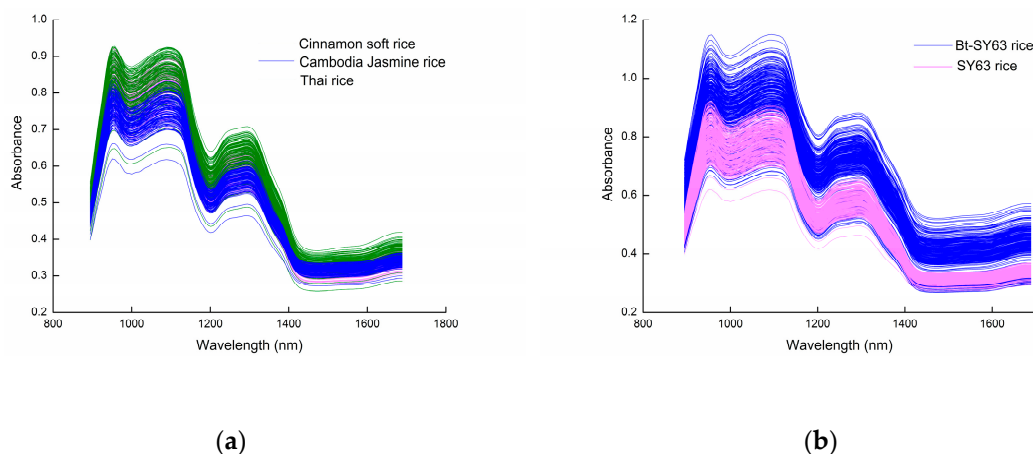 1.0
0.9
0.8
0.7
0.6
0.5
0.4
0.3
0.2
Absorbance
800 1000 1200 1400 1600 1800
Wavelength (nm)
Cinnamon soft rice
Cambodia Jasmine rice
Thai rice
(a)
1.2
1.0
0.8
0.6
0.4
0.2
Absorbance
800 1000 1200 1400 1600
Wavelength (nm)
Bt-SY63 rice
SY63 rice
(b)